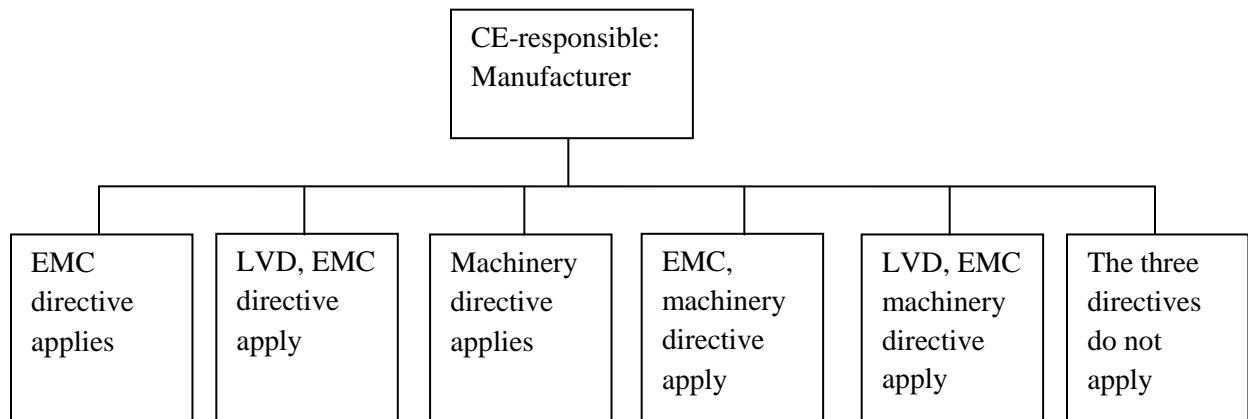 CE-responsible:
Manufacturer
EMC
directive
applies
LVD, EMC
directive
apply
Machinery
directive
applies
EMC,
machinery
directive
apply
LVD, EMC
machinery
directive
apply
The three
directives
do not
apply